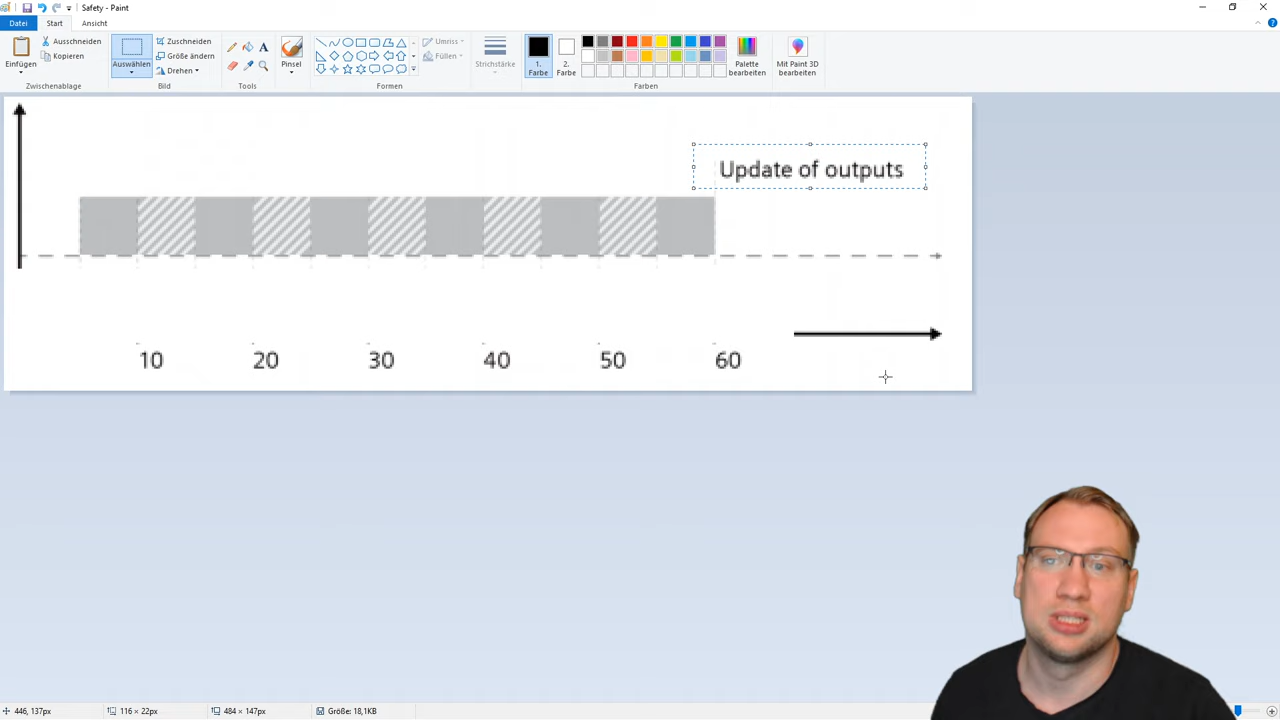 Safety - Paint
Datei Start Ansicht
Einfügen
Ausschneiden
Kopieren
Zwischenablage
Auswählen
Zuschneiden
Größe ändern
Drehen
Bild
Tools
Pinsel
Formen
Umriss
Füllen
Strichstärke
1.
Farbe
2.
Farbe
Palette
bearbeiten
Mit Paint 3D
bearbeiten
Farben
Update of outputs
10 20 30 40 50 60
446, 137px 116 × 22px 484 × 147px Größe: 18,1KB